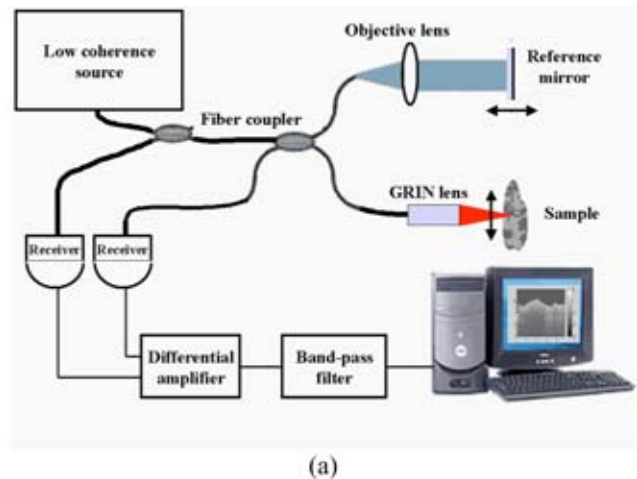 Low coherence
source
Objective lens
Reference
mirror
Fiber coupler
GRIN lens
Sample
Receiver
Receiver
Differential
amplifier
Band-pass
filter
(a)